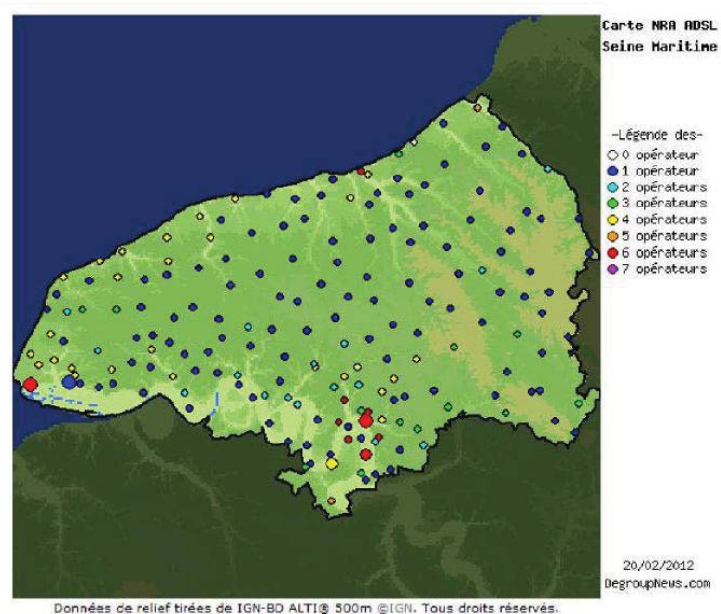 Carte NRA ADSL
Seine Maritime
-Légende des-
0 opérateur
1 opérateur
2 opérateurs
3 opérateurs
4 opérateurs
5 opérateurs
6 opérateurs
7 opérateurs
20/02/2012
DegroupNews.com
Données de relief tirées de IGN-BD ALTI® 500m @IGN. Tous droits réservés.